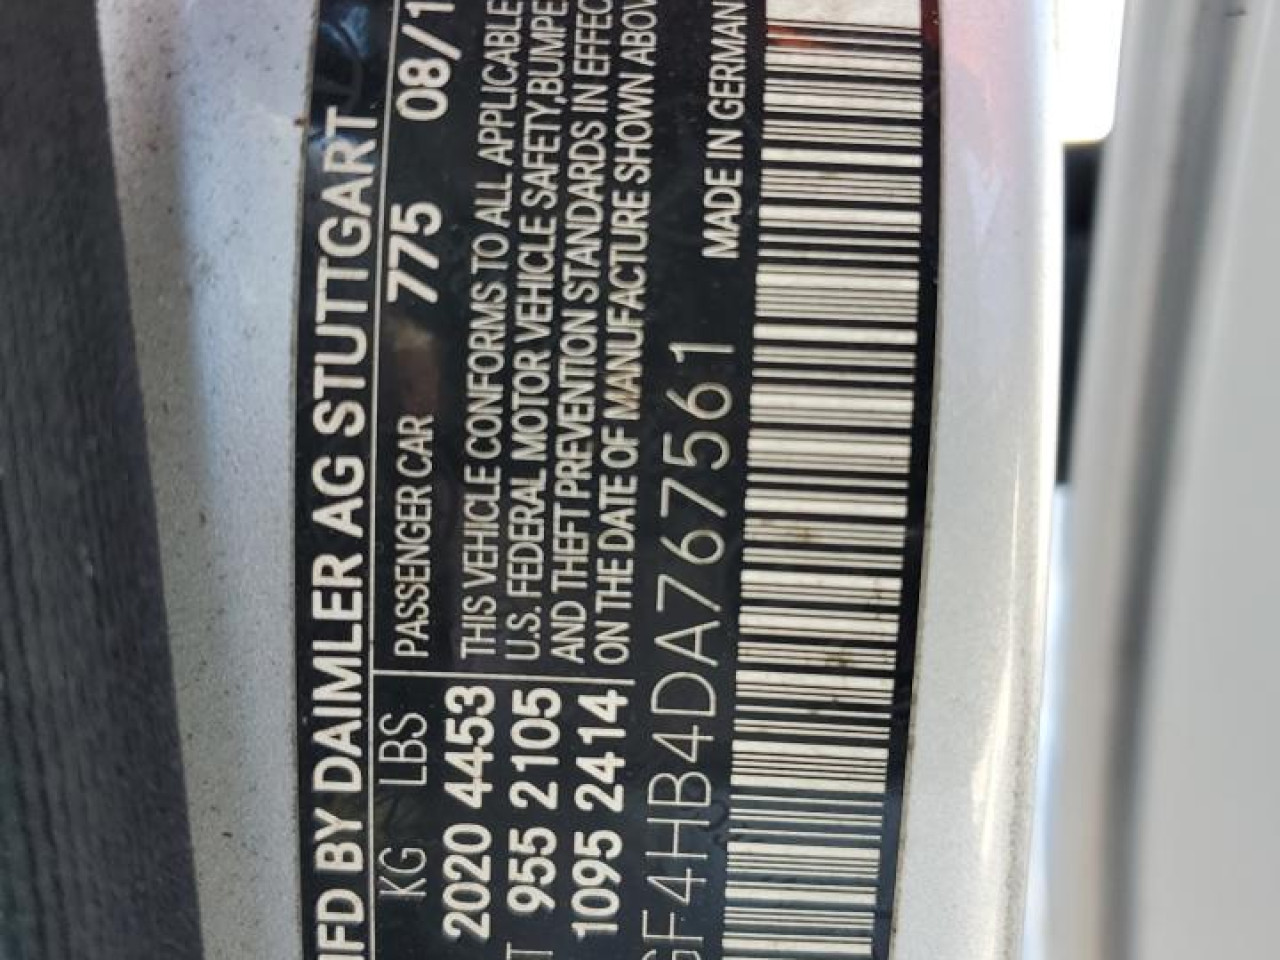 MFD BY DAIMLER AG STUTTGART
KG LBS PASSENGER CAR 775 08/1
2020 4453 THIS VEHICLE CONFORMS TO ALL APPLICABLE
U.S. FEDERAL MOTOR VEHICLE SAFETY, BUMPE
T 955 2105 AND THEFT PREVENTION STANDARDS IN EFFEC
1095 2414 ON THE DATE OF MANUFACTURE SHOWN ABOV
GF4HB4DA767561 MADE IN GERMAN